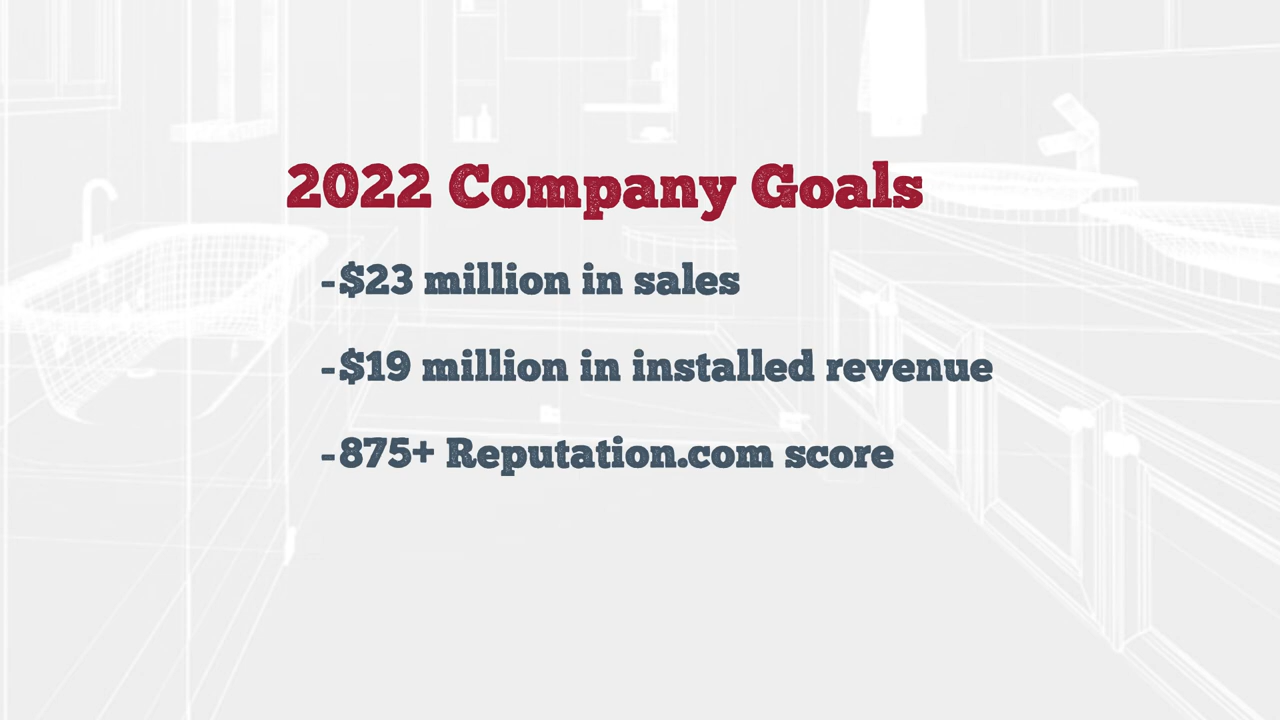 2022 Company Goals
-$23 million in sales
-$19 million in installed revenue
-875+ Reputation.com score